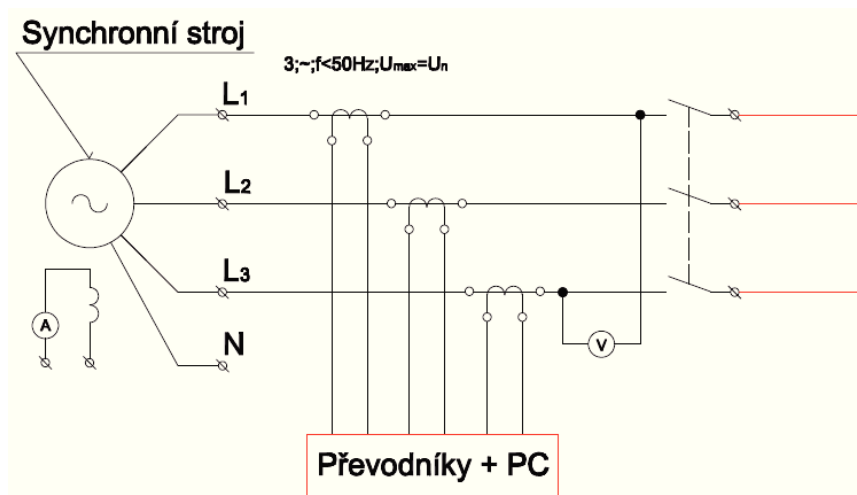 Synchronní stroj
3;~;f<50Hz;Umax=Un
L1
L2
L3
A
N
V
Převodníky + PC